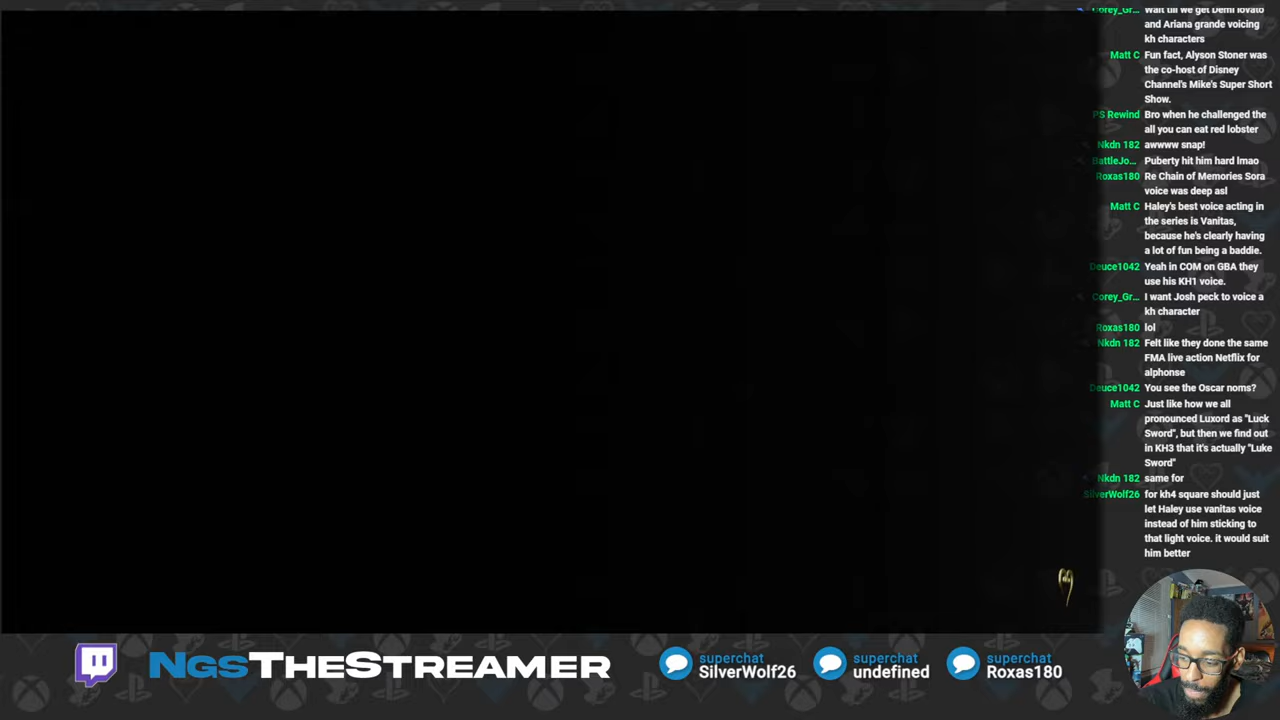 Corey_Gr... Wait till we get Demi lovato
and Ariana grande voicing
kh characters
Matt C Fun fact, Alyson Stoner was
the co-host of Disney
Channel's Mike's Super Short
Show.
PS Rewind Bro when he challenged the
all you can eat red lobster
Nkdn 182 awwww snap!
BattleJo... Puberty hit him hard lmao
Roxas180 Re Chain of Memories Sora
voice was deep asl
Matt C Haley's best voice acting in
the series is Vanitas,
because he's clearly having
a lot of fun being a baddie.
Deuce1042 Yeah in COM on GBA they
use his KH1 voice.
Corey_Gr... I want Josh peck to voice a
kh character
Roxas180 lol
Nkdn 182 Felt like they done the same
FMA live action Netflix for
alphonse
Deuce1042 You see the Oscar noms?
Matt C Just like how we all
pronounced Luxord as "Luck
Sword", but then we find out
in KH3 that it's actually "Luke
Sword"
Nkdn 182 same for
SilverWolf26 for kh4 square should just
let Haley use vanitas voice
instead of him sticking to
that light voice. it would suit
him better
NgsTheStreamer
superchat
SilverWolf26
superchat
undefined
superchat
Roxas180